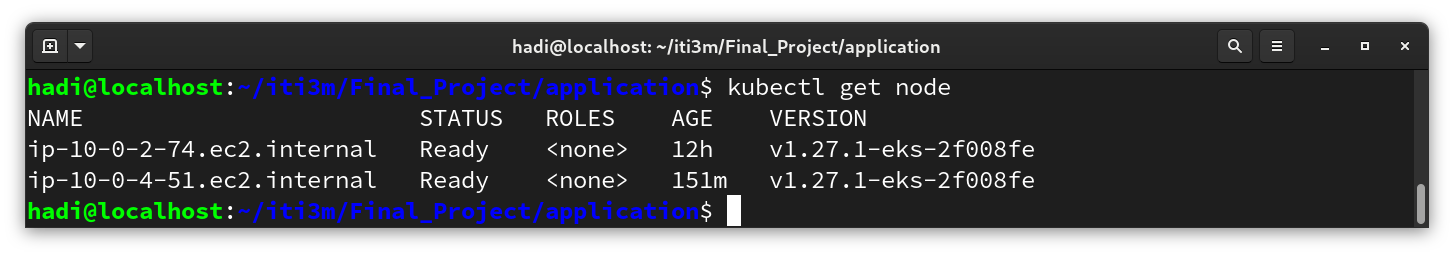 hadi@localhost: ~/iti3m/Final_Project/application
hadi@localhost:~/iti3m/Final_Project/application$ kubectl get node
NAME STATUS ROLES AGE VERSION
ip-10-0-2-74.ec2.internal Ready <none> 12h v1.27.1-eks-2f008fe
ip-10-0-4-51.ec2.internal Ready <none> 151m v1.27.1-eks-2f008fe
hadi@localhost:~/iti3m/Final_Project/application$